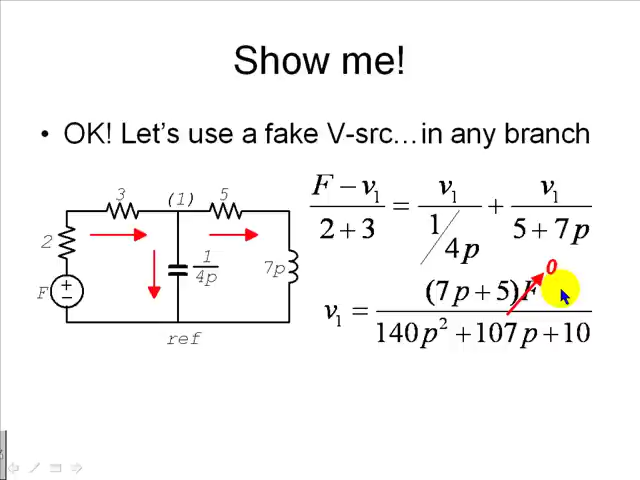 Show me!
• OK! Let's use a fake V-src…in any branch
3 (1) 5
2
1/4p
7p
F
+
−
ref
(F − v₁)/(2 + 3) = v₁/(1/4p) + v₁/(5 + 7p)
0
v₁ = (7p + 5)F/(140p² + 107p + 10)